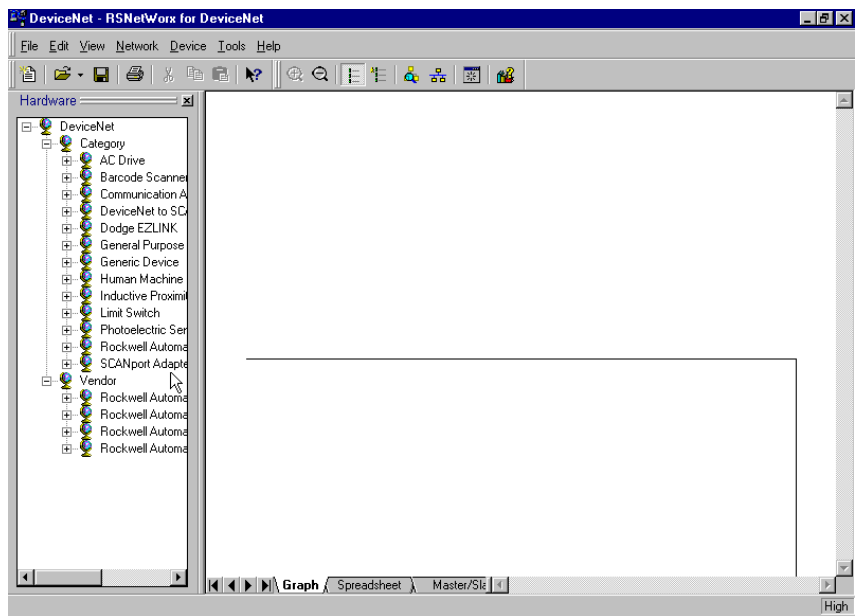 DeviceNet - RSNetWorx for DeviceNet
File Edit View Network Device Tools Help
Hardware
DeviceNet
Category
AC Drive
Barcode Scanner
Communication A
DeviceNet to SCA
Dodge EZLINK
General Purpose
Generic Device
Human Machine
Inductive Proximit
Limit Switch
Photoelectric Ser
Rockwell Automa
SCANport Adapte
Vendor
Rockwell Automa
Rockwell Automa
Rockwell Automa
Rockwell Automa
Graph Spreadsheet Master/Sla
High